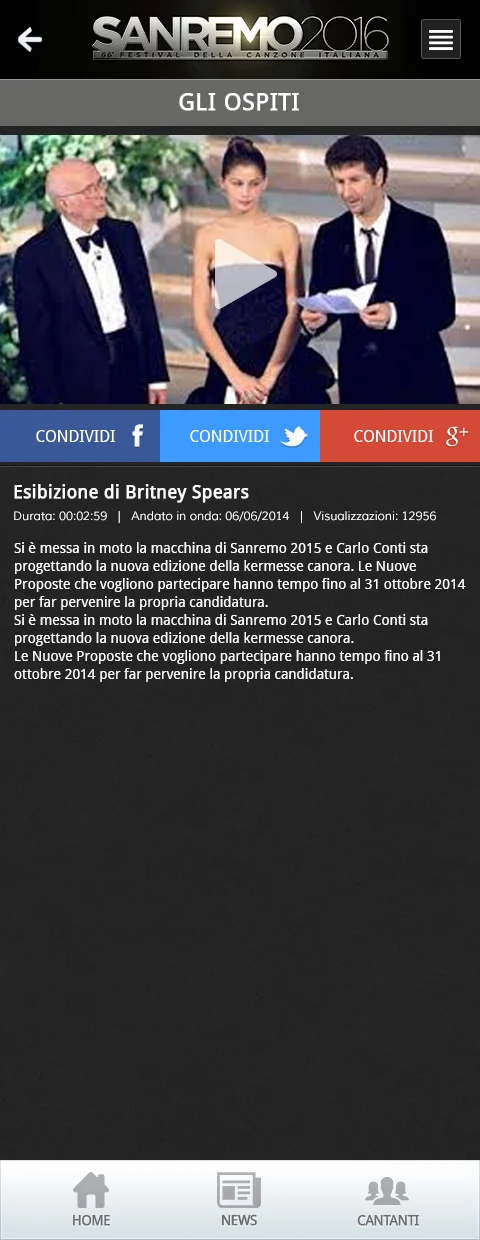 SANREMO2016
66° FESTIVAL DELLA CANZONE ITALIANA
GLI OSPITI
CONDIVIDI f CONDIVIDI CONDIVIDI g+
Esibizione di Britney Spears
Durata: 00:02:59 | Andato in onda: 06/06/2014 | Visualizzazioni: 12956
Si è messa in moto la macchina di Sanremo 2015 e Carlo Conti sta
progettando la nuova edizione della kermesse canora. Le Nuove
Proposte che vogliono partecipare hanno tempo fino al 31 ottobre 2014
per far pervenire la propria candidatura.
Si è messa in moto la macchina di Sanremo 2015 e Carlo Conti sta
progettando la nuova edizione della kermesse canora.
Le Nuove Proposte che vogliono partecipare hanno tempo fino al 31
ottobre 2014 per far pervenire la propria candidatura.
HOME NEWS CANTANTI